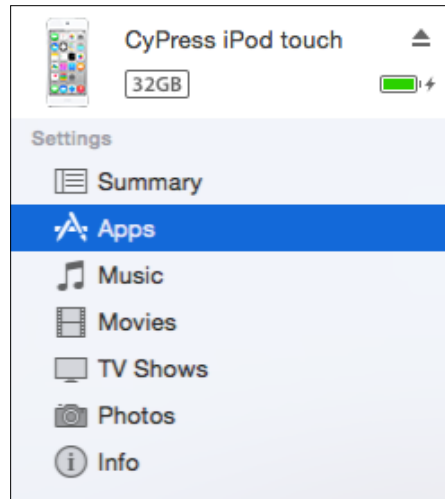 CyPress iPod touch
32GB
Settings
Summary
Apps
Music
Movies
TV Shows
Photos
Info